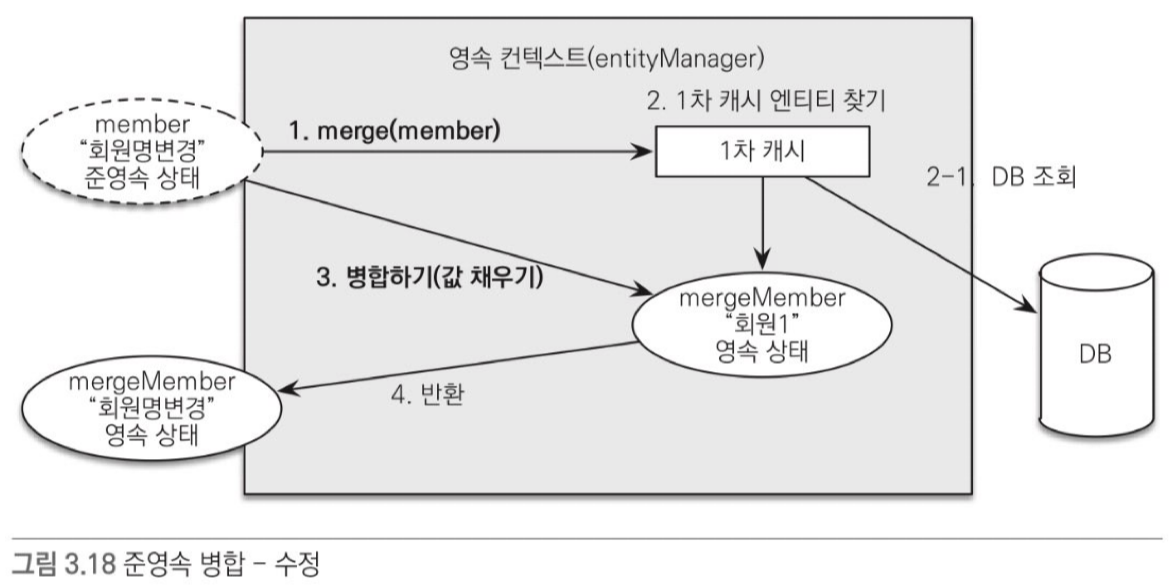 영속 컨텍스트(entityManager)
2. 1차 캐시 엔티티 찾기
member
“회원명변경”
준영속 상태
1. merge(member)
1차 캐시
2-1. DB 조회
3. 병합하기(값 채우기)
mergeMember
“회원1”
영속 상태
DB
mergeMember
“회원명변경”
영속 상태
4. 반환
그림 3.18 준영속 병합 - 수정